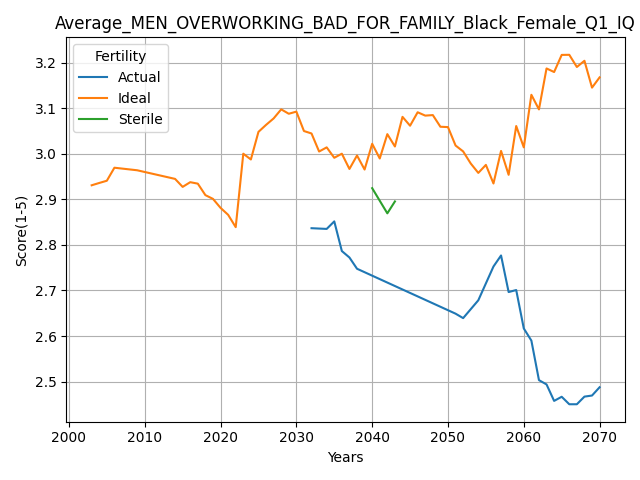 Average_MEN_OVERWORKING_BAD_FOR_FAMILY_Black_Female_Q1_IQ
Fertility
Actual
Ideal
Sterile
Score(1-5)
3.2
3.1
3.0
2.9
2.8
2.7
2.6
2.5
2000 2010 2020 2030 2040 2050 2060 2070
Years